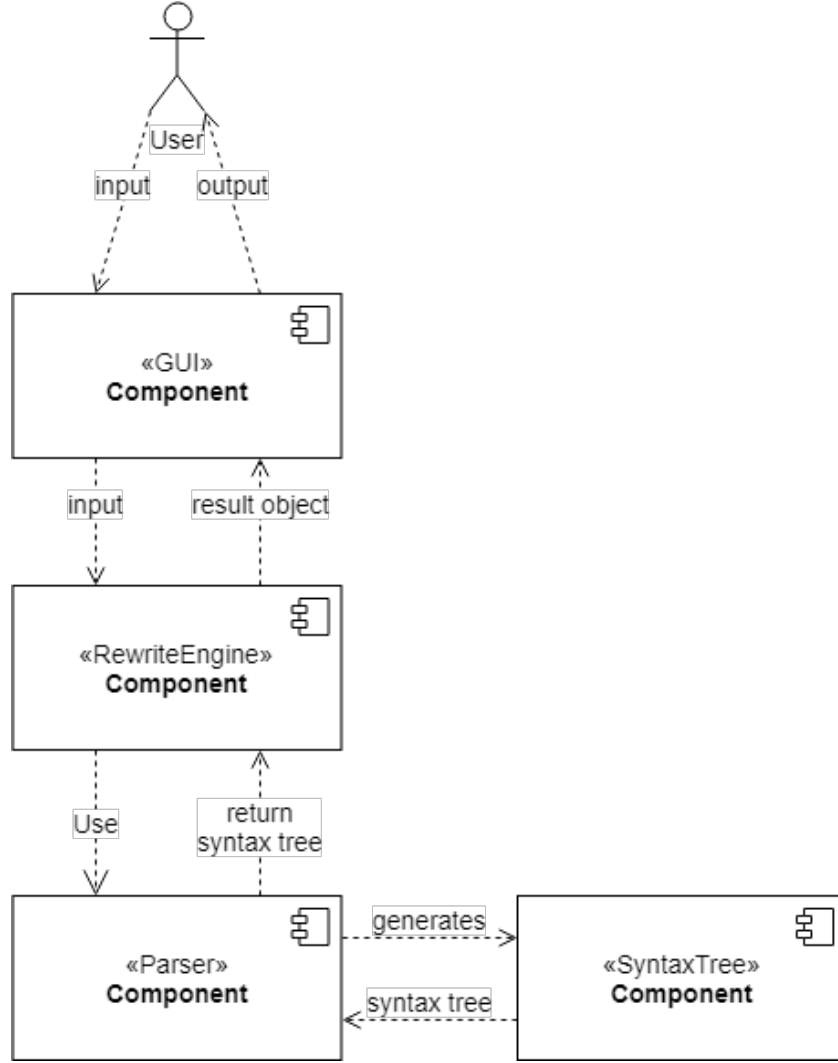 User
input
output
«GUI»
Component
input
result object
«RewriteEngine»
Component
Use
return
syntax tree
«Parser»
Component
generates
syntax tree
«SyntaxTree»
Component